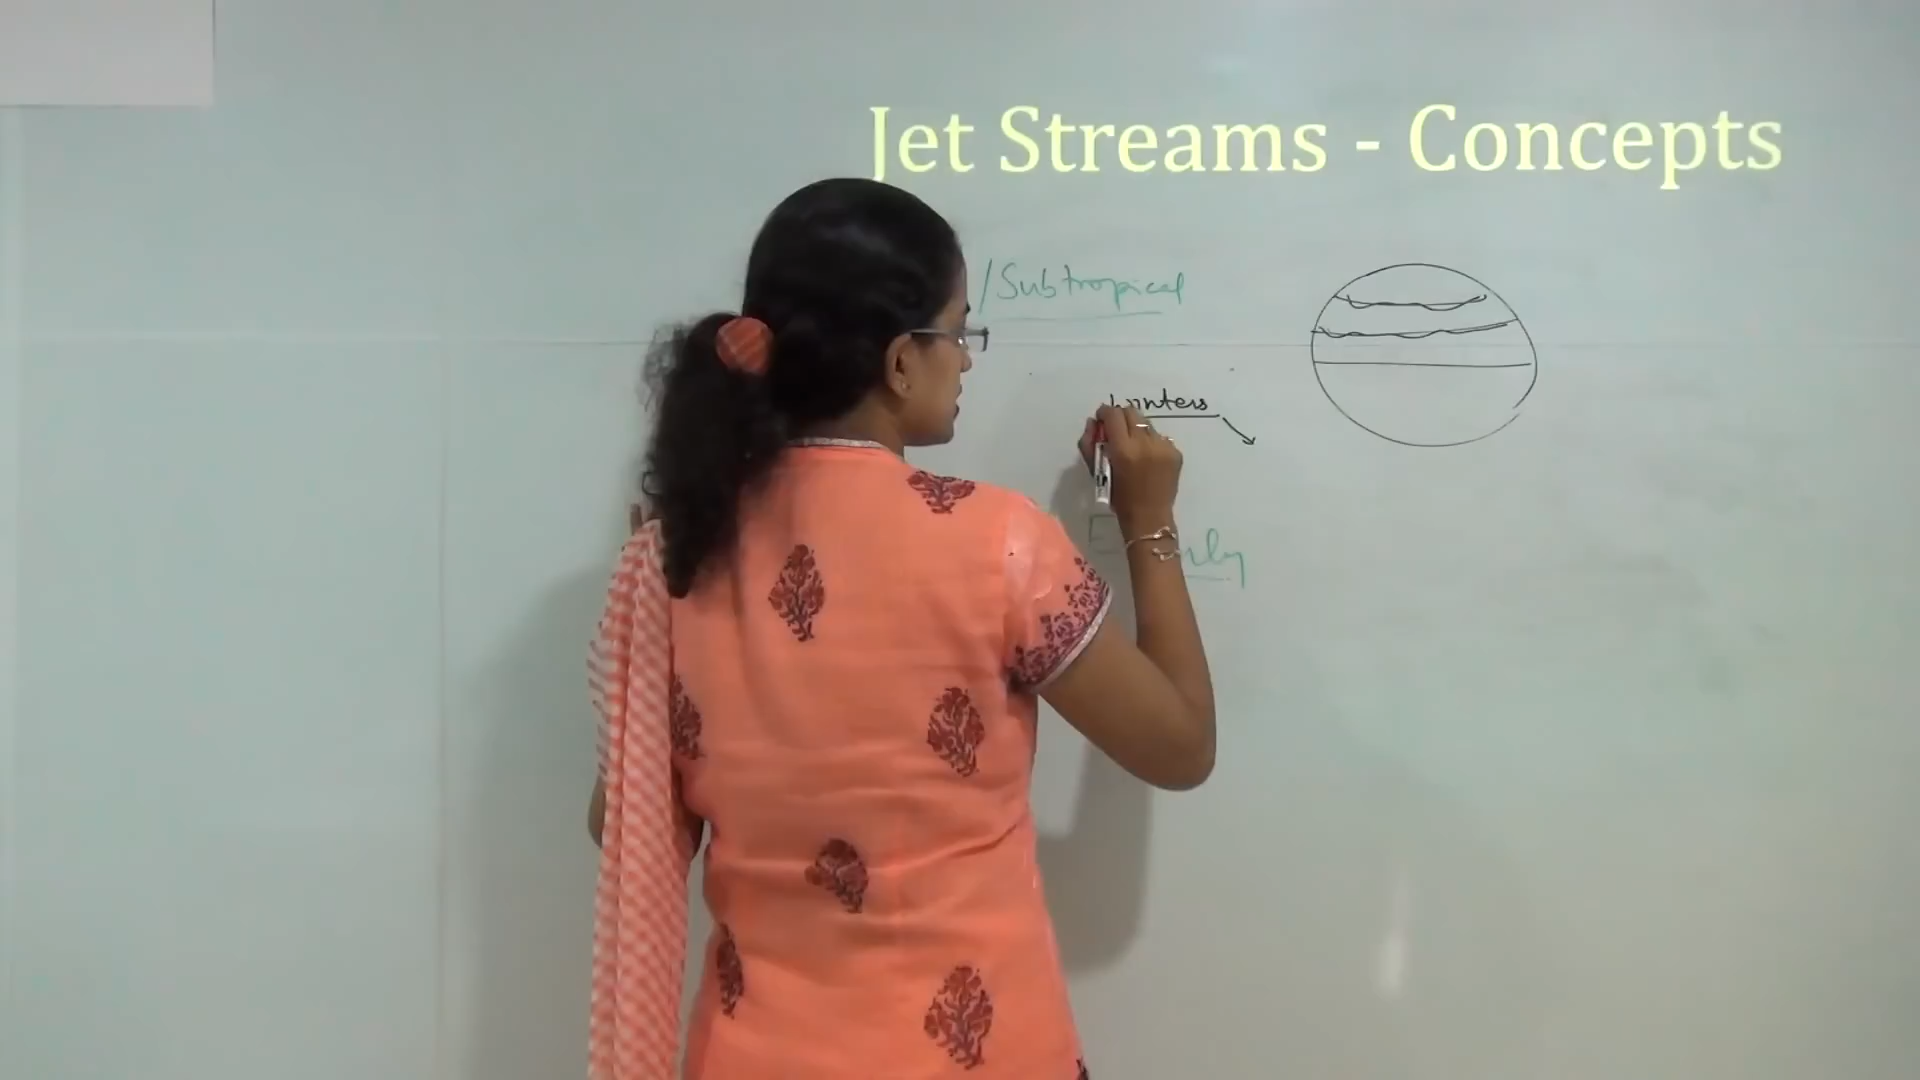 Jet Streams - Concepts
/Subtropical
Winters